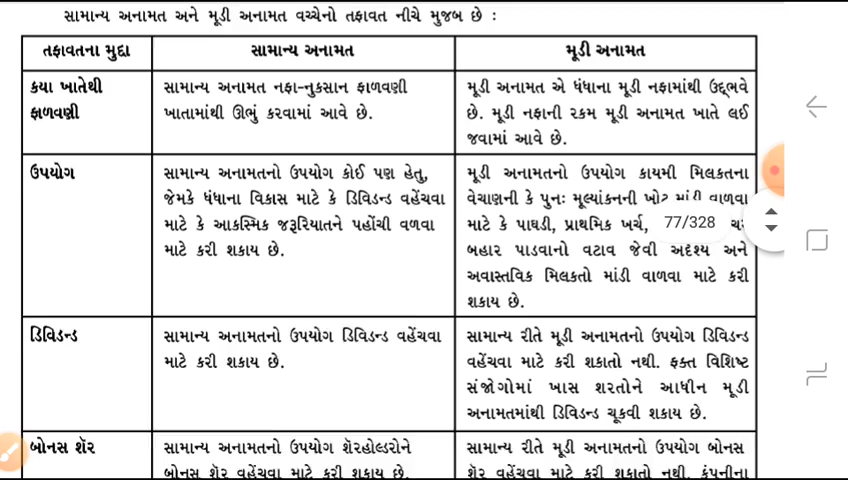 સામાન્ય અનામત અને મૂડી અનામત વચ્ચેનો તફાવત નીચે મુજબ છે :
તફાવતના મુદ્દા સામાન્ય અનામત મૂડી અનામત
કયા ખાતેથી ફાળવણી
સામાન્ય અનામત નફા-નુકસાન ફાળવણી
ખાતામાંથી ઊભું કરવામાં આવે છે.
મૂડી અનામત એ ધંધાના મૂડી નફામાંથી ઉદ્ભવે
છે. મૂડી નફાની રકમ મૂડી અનામત ખાતે લઈ
જવામાં આવે છે.
ઉપયોગ
સામાન્ય અનામતનો ઉપયોગ કોઈ પણ હેતુ,
જેમકે ધંધાના વિકાસ માટે કે ડિવિડન્ડ વહેંચવા
માટે કે આકસ્મિક જરૂરિયાતને પહોંચી વળવા
માટે કરી શકાય છે.
મૂડી અનામતનો ઉપયોગ કાયમી મિલકતના
વેચાણની કે પુનઃ મૂલ્યાંકનની ખોટ માંડી વાળવા
માટે કે પાઘડી, પ્રાથમિક ખર્ચ,
77/328
બહાર પાડવાનો વટાવ જેવી અદૃશ્ય અને
અવાસ્તવિક મિલકતો માંડી વાળવા માટે કરી
શકાય છે.
ડિવિડન્ડ
સામાન્ય અનામતનો ઉપયોગ ડિવિડન્ડ વહેંચવા
માટે કરી શકાય છે.
સામાન્ય રીતે મૂડી અનામતનો ઉપયોગ ડિવિડન્ડ
વહેંચવા માટે કરી શકાતો નથી. ફક્ત વિશિષ્ટ
સંજોગોમાં ખાસ શરતોને આધીન મૂડી
અનામતમાંથી ડિવિડન્ડ ચૂકવી શકાય છે.
બોનસ શૅર
સામાન્ય અનામતનો ઉપયોગ શૅરહોલ્ડરોને
બોનસ શૅર વહેંચવા માટે કરી શકાય છે.
સામાન્ય રીતે મૂડી અનામતનો ઉપયોગ બોનસ
શૅર વહેંચવા માટે કરી શકાતો નથી. કંપનીના